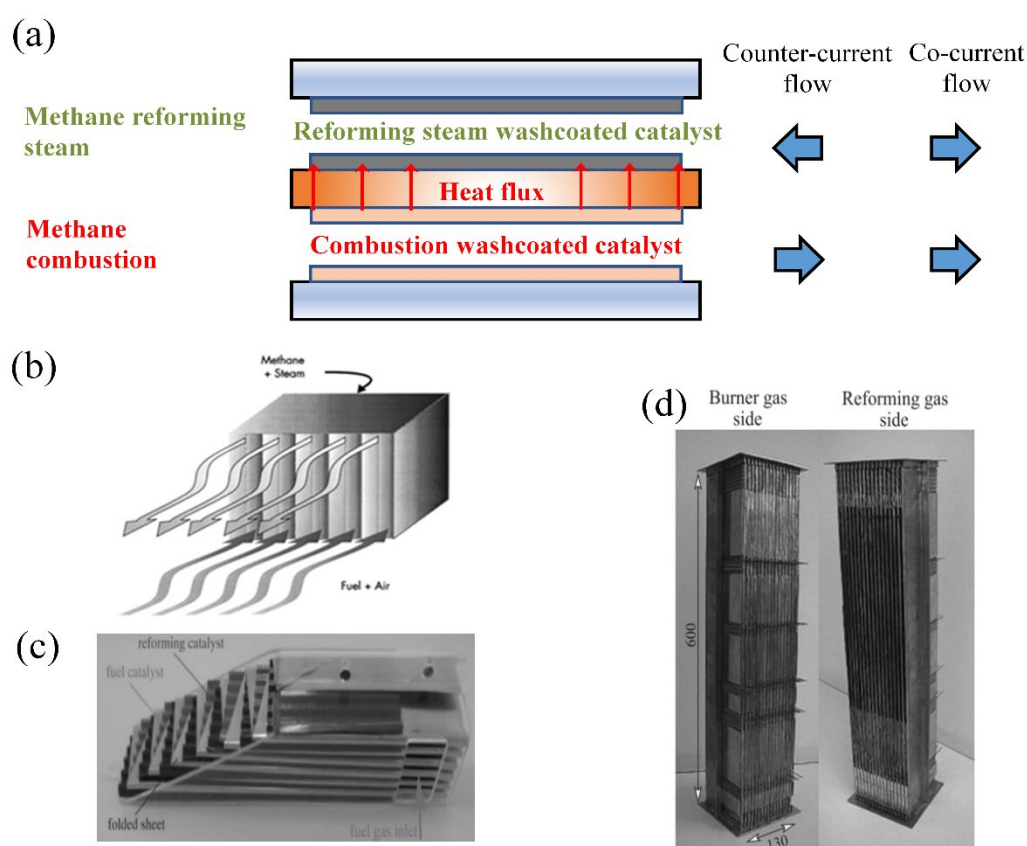 (a)
Counter-current
flow
Co-current
flow
Methane reforming
steam
Reforming steam washcoated catalyst
Heat flux
Methane
combustion
Combustion washcoated catalyst
(b)
Methane
+ Steam
Fuel + Air
(c)
reforming catalyst
fuel catalyst
folded sheet
fuel gas inlet
(d)
Burner gas
side
Reforming gas
side
600
130